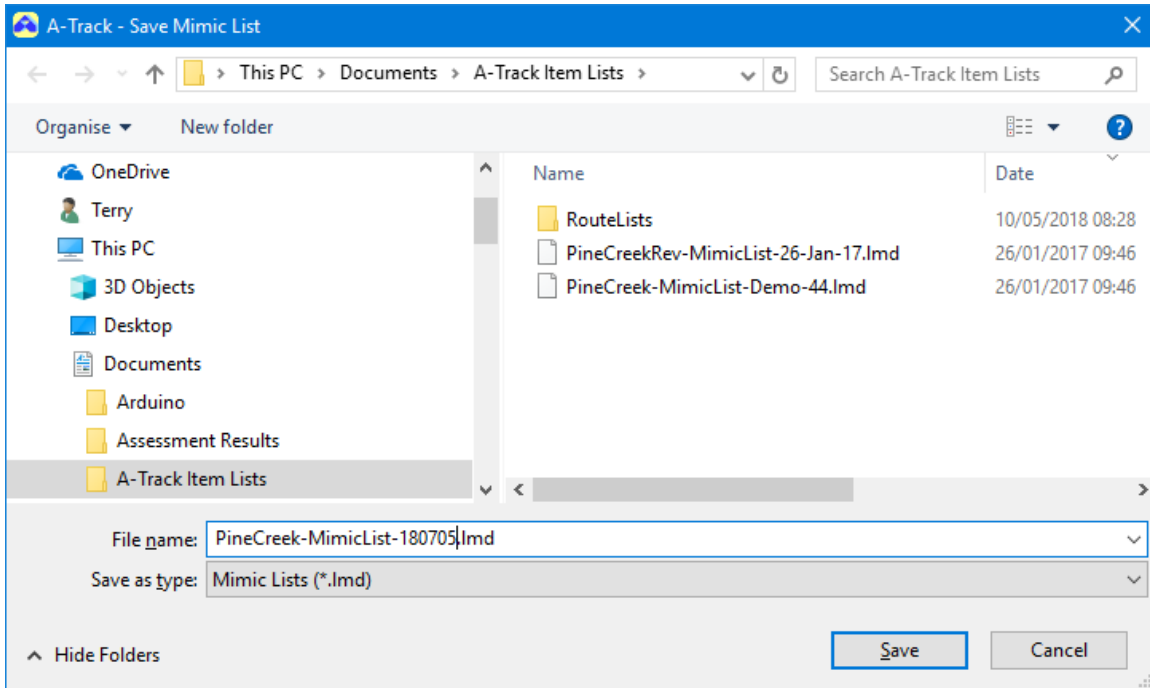 A-Track - Save Mimic List
This PC > Documents > A-Track Item Lists >
Search A-Track Item Lists
Organise
New folder
OneDrive
Terry
This PC
3D Objects
Desktop
Documents
Arduino
Assessment Results
A-Track Item Lists
Name Date
RouteLists 10/05/2018 08:28
PineCreekRev-MimicList-26-Jan-17.lmd 26/01/2017 09:46
PineCreek-MimicList-Demo-44.lmd 26/01/2017 09:46
File name: PineCreek-MimicList-180705.lmd
Save as type: Mimic Lists (*.lmd)
Hide Folders
Save
Cancel